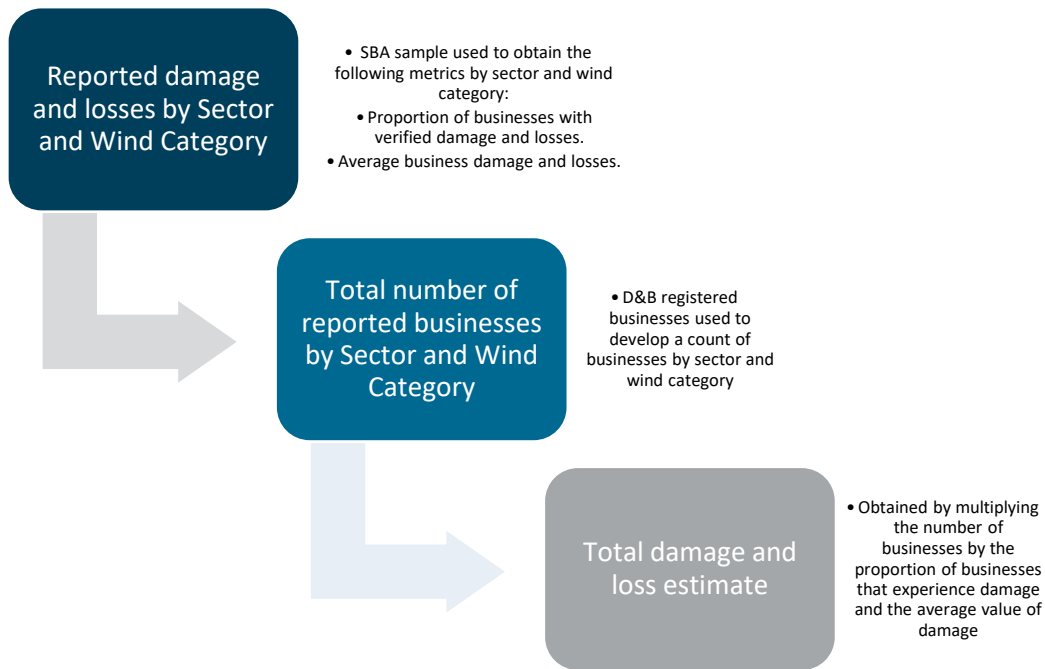 Reported damage
and losses by Sector
and Wind Category
• SBA sample used to obtain the
following metrics by sector and wind
category:
• Proportion of businesses with
verified damage and losses.
• Average business damage and losses.
Total number of
reported businesses
by Sector and Wind
Category
• D&B registered
businesses used to
develop a count of
businesses by sector and
wind category
Total damage and
loss estimate
• Obtained by multiplying
the number of
businesses by the
proportion of businesses
that experience damage
and the average value of
damage